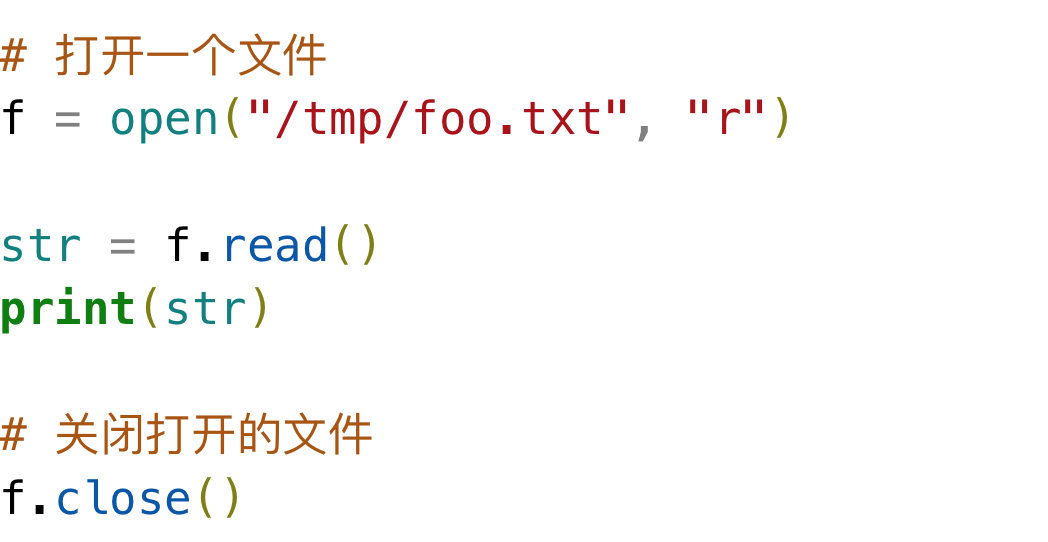 # 打开一个文件
f = open("/tmp/foo.txt", "r")
str = f.read()
print(str)
# 关闭打开的文件
f.close()